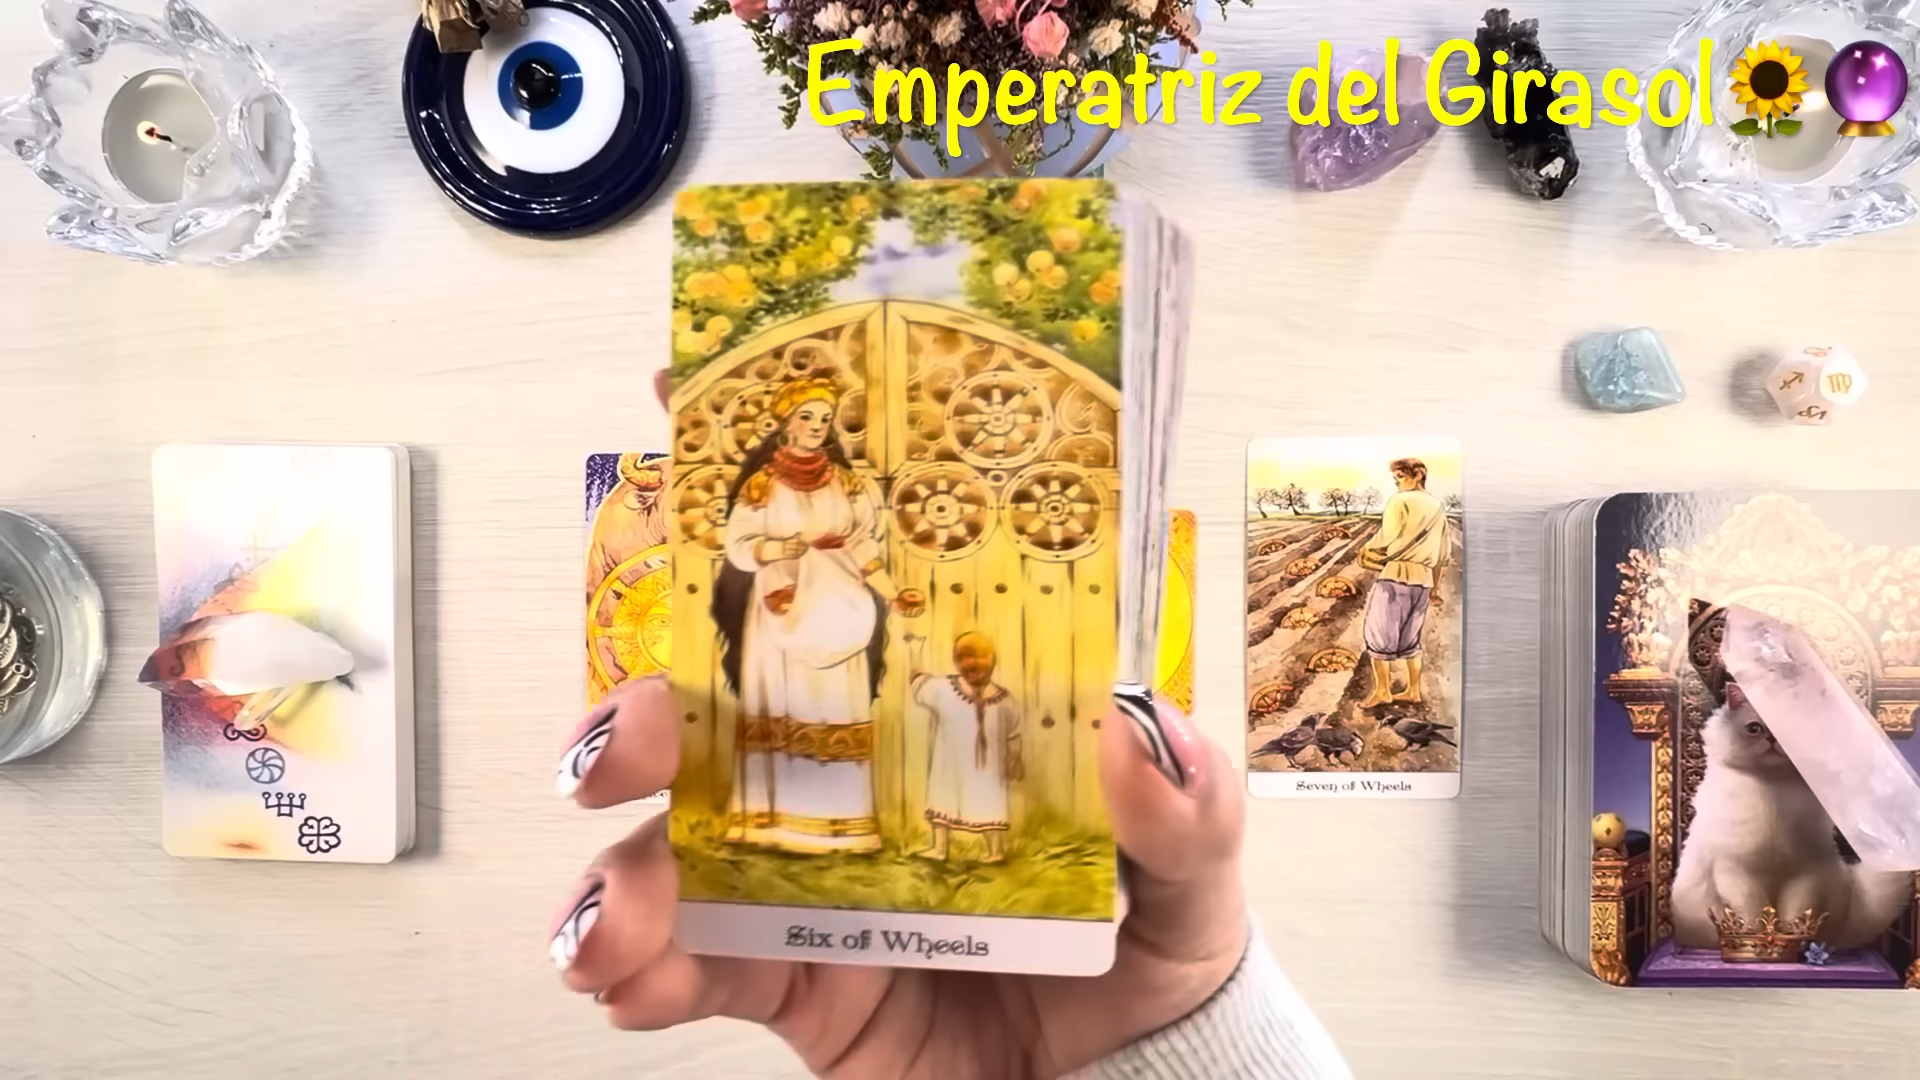 Emperatriz del Girasol🌻🔮
Six of Wheels
Seven of Wheels